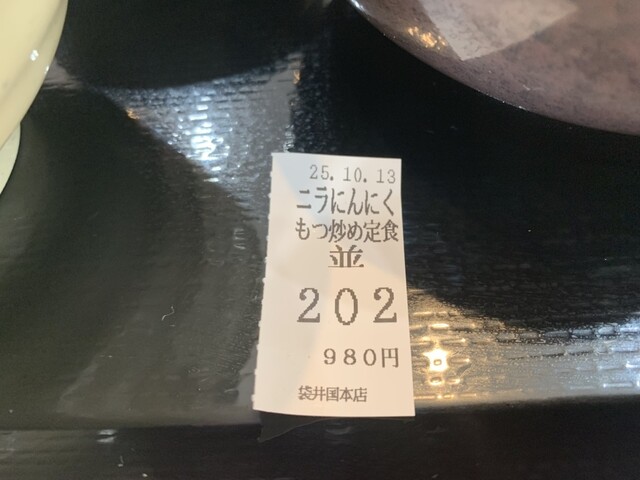 25.10.13
ニラにんにく
もつ炒め定食
並
202
980円
袋井国本店